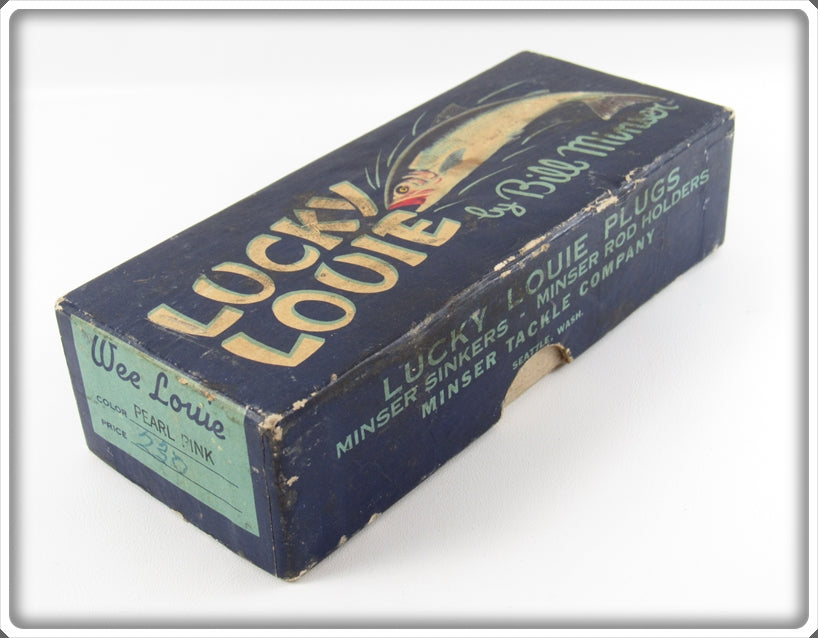 LUCKY
LOUIE
by Bill Minser
LUCKY LOUIE PLUGS
MINSER SINKERS - MINSER ROD HOLDERS
MINSER TACKLE COMPANY
SEATTLE, WASH.
Wee Louie
COLOR PEARL PINK
PRICE 230